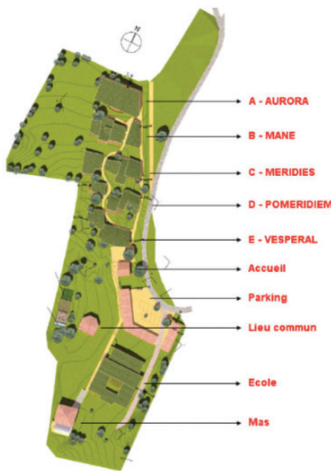 N
A - AURORA
B - MANE
C - MERIDIES
D - POMERIDIEM
E - VESPERAL
Accueil
Parking
Lieu commun
Ecole
Mas